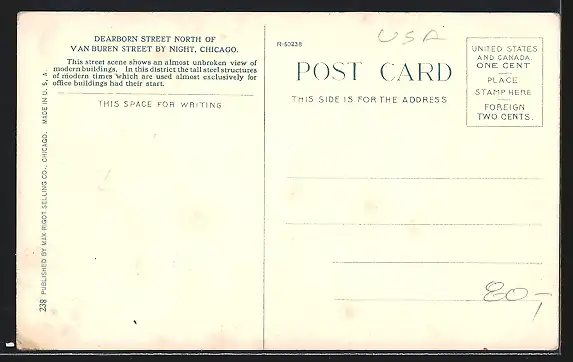 DEARBORN STREET NORTH OF
VAN BUREN STREET BY NIGHT, CHICAGO.
This street scene shows an almost unbroken view of
modern buildings. In this district the tall steel structures
of modern times which are used almost exclusively for
office buildings had their start.
THIS SPACE FOR WRITING
238 PUBLISHED BY MAX RIGOT SELLING CO., CHICAGO. MADE IN U. S. A.
R-50238
USA
POST CARD
THIS SIDE IS FOR THE ADDRESS
UNITED STATES
AND CANADA.
ONE CENT
PLACE
STAMP HERE
FOREIGN
TWO CENTS.
80,-